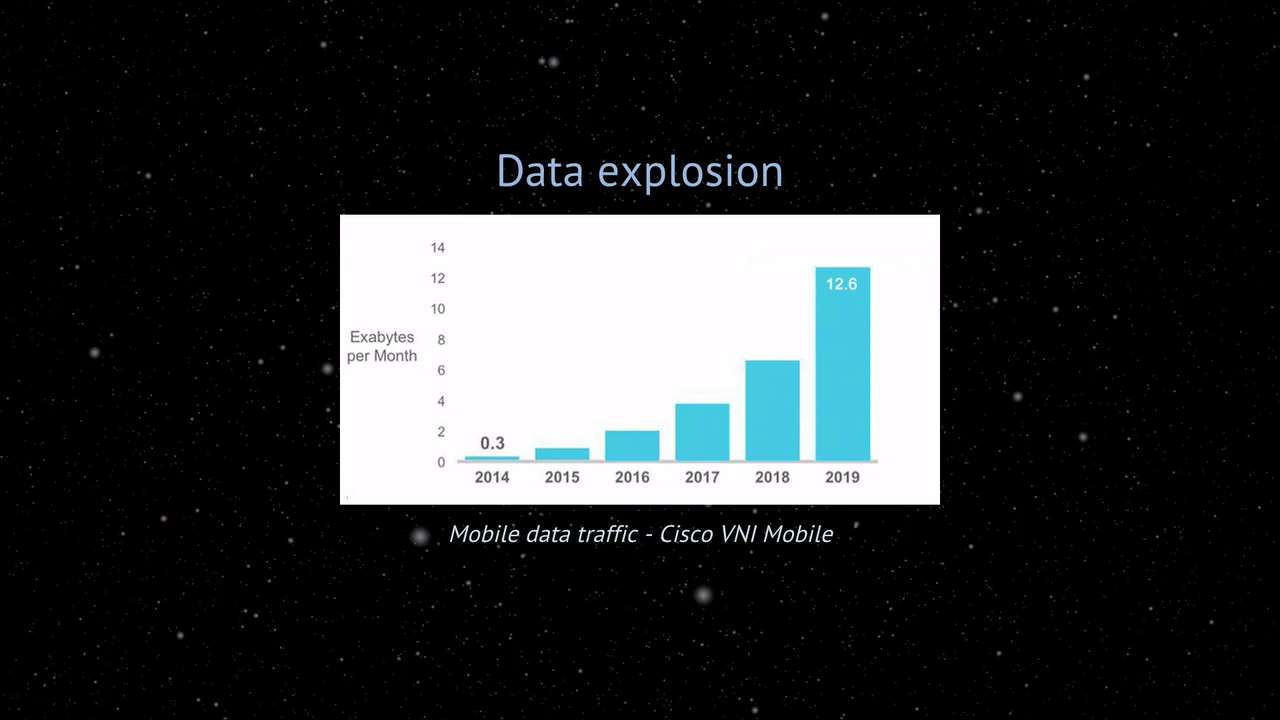 Data explosion
14
12
10
8
6
4
2
0
Exabytes
per Month
0.3
12.6
2014 2015 2016 2017 2018 2019
Mobile data traffic - Cisco VNI Mobile